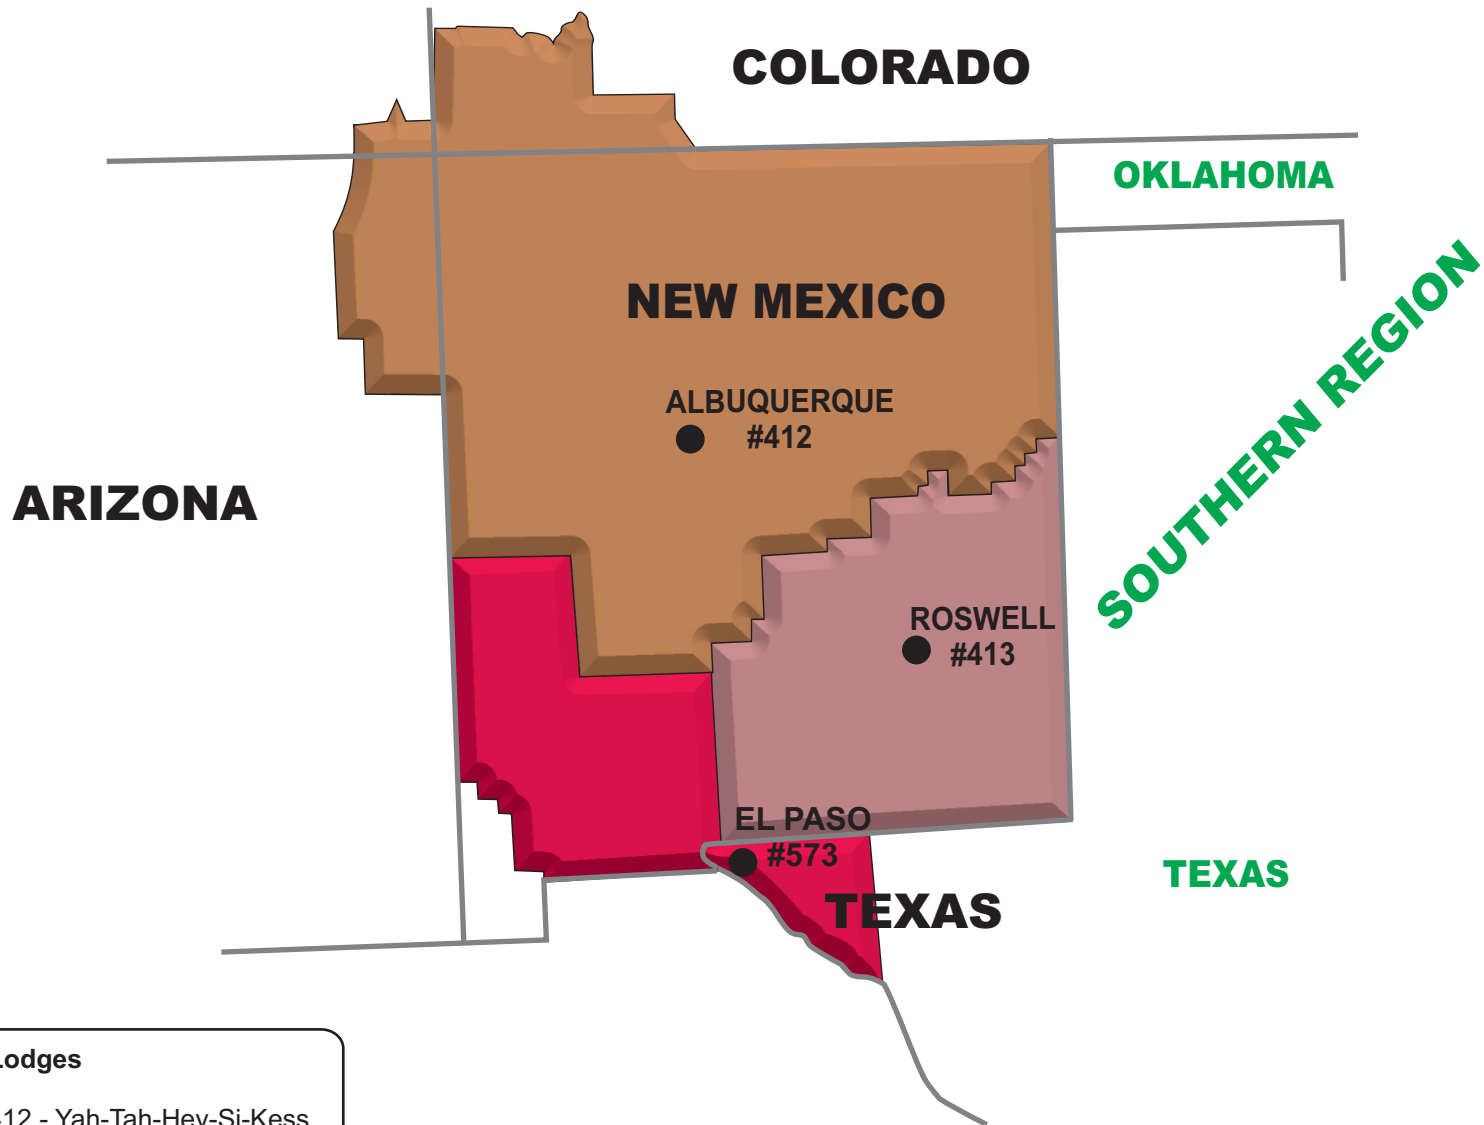 COLORADO
OKLAHOMA
NEW MEXICO
SOUTHERN REGION
ALBUQUERQUE
#412
ARIZONA
ROSWELL
#413
EL PASO
#573
TEXAS
TEXAS
Lodges
12 - Yah-Tah-Hey-Si-Kess